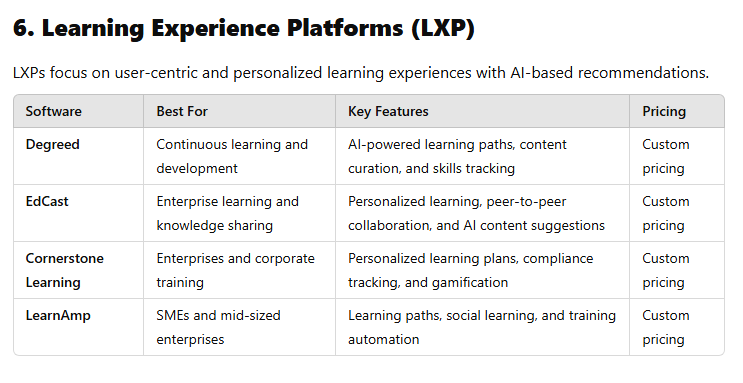 6. Learning Experience Platforms (LXP)
LXPs focus on user-centric and personalized learning experiences with AI-based recommendations.
Software Best For Key Features Pricing
Degreed Continuous learning and development AI-powered learning paths, content curation, and skills tracking Custom pricing
EdCast Enterprise learning and knowledge sharing Personalized learning, peer-to-peer collaboration, and AI content suggestions Custom pricing
Cornerstone Learning Enterprises and corporate training Personalized learning plans, compliance tracking, and gamification Custom pricing
LearnAmp SMEs and mid-sized enterprises Learning paths, social learning, and training automation Custom pricing